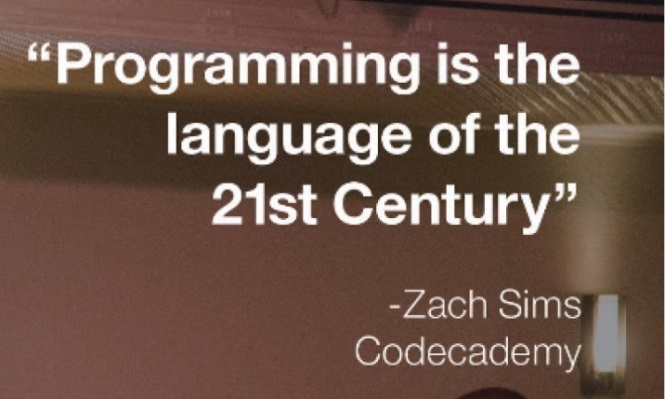 “Programming is the
language of the
21st Century”
-Zach Sims
Codecademy